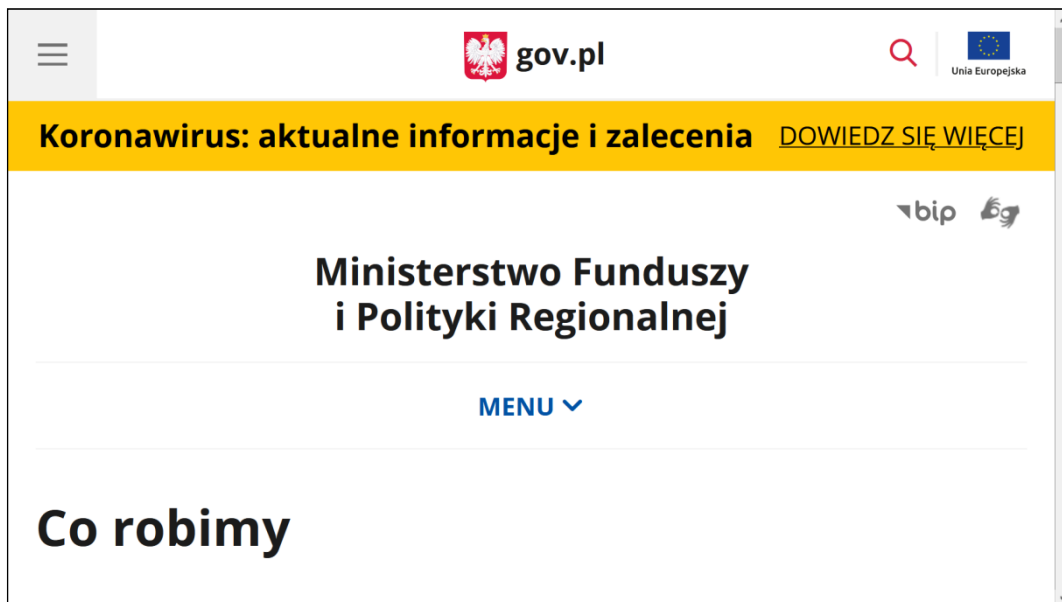 gov.pl
Unia Europejska
Koronawirus: aktualne informacje i zalecenia DOWIEDZ SIĘ WIĘCEJ
bip
Ministerstwo Funduszy
i Polityki Regionalnej
MENU
Co robimy